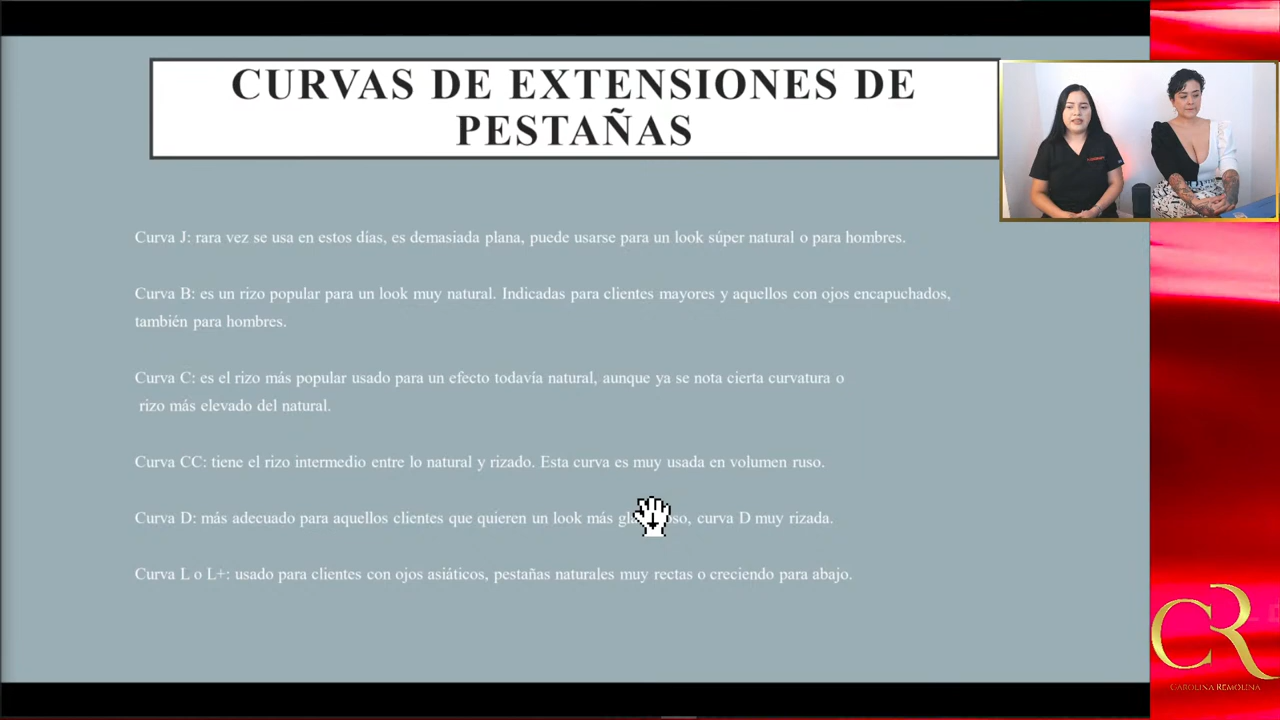 CURVAS DE EXTENSIONES DE
PESTAÑAS
Curva J: rara vez se usa en estos días, es demasiada plana, puede usarse para un look súper natural o para hombres.
Curva B: es un rizo popular para un look muy natural. Indicadas para clientes mayores y aquellos con ojos encapuchados,
también para hombres.
Curva C: es el rizo más popular usado para un efecto todavía natural, aunque ya se nota cierta curvatura o
rizo más elevado del natural.
Curva CC: tiene el rizo intermedio entre lo natural y rizado. Esta curva es muy usada en volumen ruso.
Curva D: más adecuado para aquellos clientes que quieren un look más curva D muy rizada.
Curva L o L+: usado para clientes con ojos asiáticos, pestañas naturales muy rectas o creciendo para abajo.
CR
CAROLINA REMOLINA